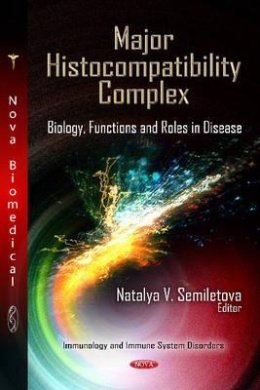 Major
Histocompatibility
Complex
Biology, Functions and Roles in Disease
Nova Biomedical
Natalya V. Semiletova
Editor
Immunology and Immune System Disorders
NOVA